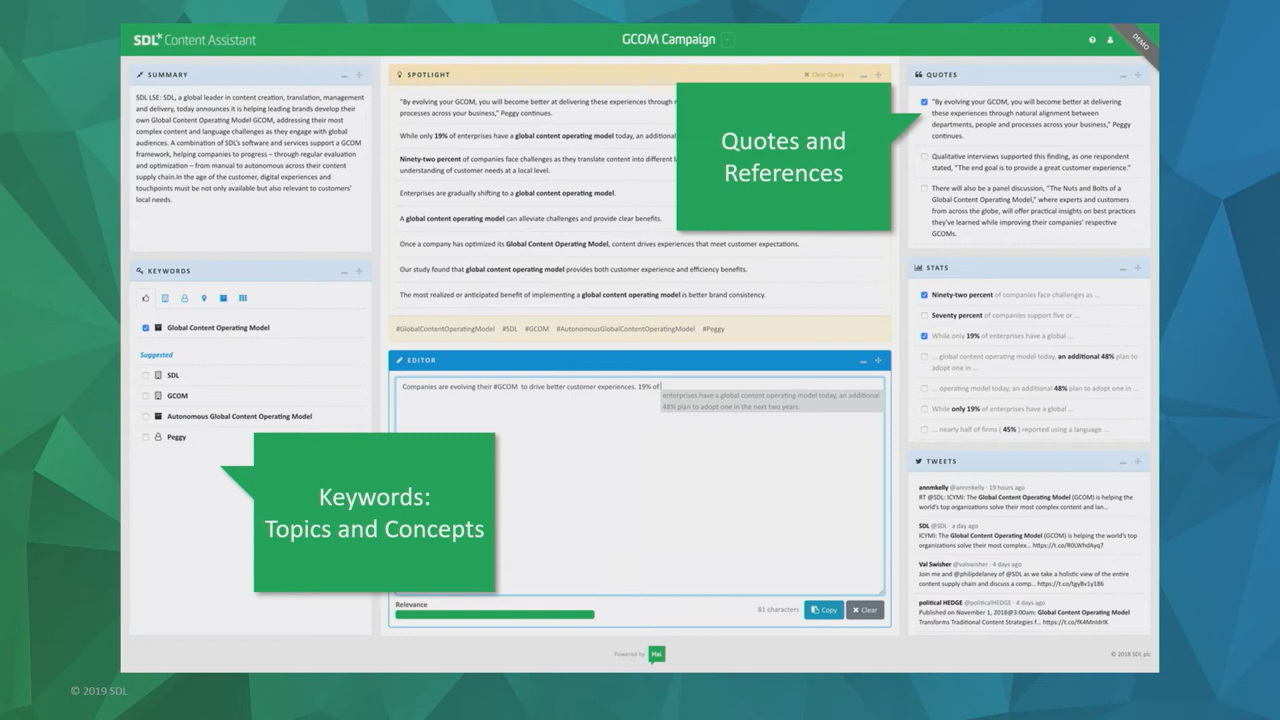 SDL* Content Assistant
GCOM Campaign
DEMO
SUMMARY
SDL LSE: SDL, a global leader in content creation, translation, management
and delivery, today announces it is helping leading brands develop their
own Global Content Operating Model GCOM, addressing their most
complex content and language challenges as they engage with global
audiences. A combination of SDL's software and services support a GCOM
framework, helping companies to progress – through regular evaluation
and optimization – from manual to autonomous across their content
supply chain.In the age of the customer, digital experiences and
touchpoints must be not only available but also relevant to customers'
local needs.
KEYWORDS
Global Content Operating Model
Suggested
SDL
GCOM
Autonomous Global Content Operating Model
Peggy
Keywords:
Topics and Concepts
SPOTLIGHT
Clear Query
"By evolving your GCOM, you will become better at delivering these experiences through
processes across your business," Peggy continues.
While only 19% of enterprises have a global content operating model today, an additional
Ninety-two percent of companies face challenges as they translate content into different
understanding of customer needs at a local level.
Enterprises are gradually shifting to a global content operating model.
A global content operating model can alleviate challenges and provide clear benefits.
Once a company has optimized its Global Content Operating Model, content drives experiences that meet customer expectations.
Our study found that global content operating model provides both customer experience and efficiency benefits.
The most realized or anticipated benefit of implementing a global content operating model is better brand consistency.
#GlobalContentOperatingModel #SDL #GCOM #AutonomousGlobalContentOperatingModel #Peggy
Quotes and
References
EDITOR
Companies are evolving their #GCOM to drive better customer experiences. 19% of
enterprises have a global content operating model today, an additional
48% plan to adopt one in the next two years.
Relevance
81 characters
Copy
Clear
QUOTES
"By evolving your GCOM, you will become better at delivering
these experiences through natural alignment between
departments, people and processes across your business," Peggy
continues.
Qualitative interviews supported this finding, as one respondent
stated, "The end goal is to provide a great customer experience."
There will also be a panel discussion, "The Nuts and Bolts of a
Global Content Operating Model," where experts and customers
from across the globe, will offer practical insights on best practices
they've learned while improving their companies' respective
GCOMs.
STATS
Ninety-two percent of companies face challenges as ...
Seventy percent of companies support five or ...
While only 19% of enterprises have a global ...
... global content operating model today, an additional 48% plan to
adopt one in ...
... operating model today, an additional 48% plan to adopt one in ...
While only 19% of enterprises have a global ...
... nearly half of firms ( 45% ) reported using a language ...
TWEETS
annmkelly @annmkelly · 19 hours ago
RT @SDL: ICYMI: The Global Content Operating Model (GCOM) is helping the
world's top organizations solve their most complex content and lan...
SDL @SDL · a day ago
ICYMI: The Global Content Operating Model (GCOM) is helping the world's top
organizations solve their most complex... https://t.co/R0LWhdAyq7
Val Swisher @valswisher · 4 days ago
Join me and @philipdelaney of @SDL as we take a holistic view of the entire
content supply chain and discuss a comp... https://t.co/tgyBv1y186
political HEDGE @politicalHEDGE · 4 days ago
Published on November 1, 2018@3:00am: Global Content Operating Model
Transforms Traditional Content Strategies f... https://t.co/fK4MnIdrlK
Powered by Hai.
© 2018 SDL plc
© 2019 SDL